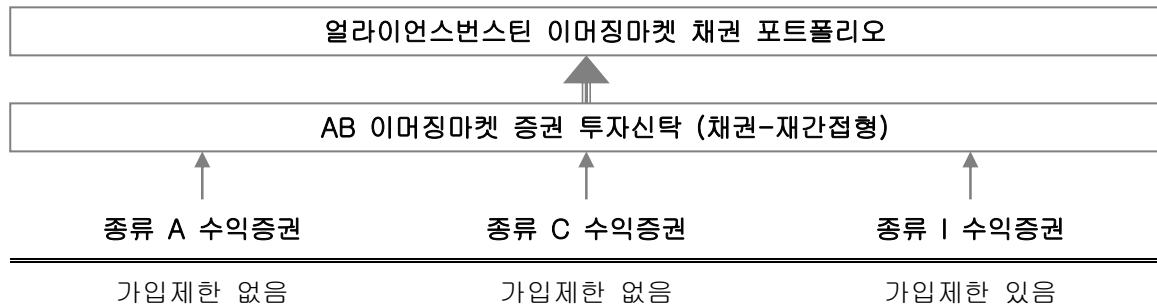 얼라이언스번스틴 이머징마켓 채권 포트폴리오
AB 이머징마켓 증권 투자신탁 (채권-재간접형)
종류 A 수익증권 종류 C 수익증권 종류 I 수익증권
가입제한 없음 가입제한 없음 가입제한 있음